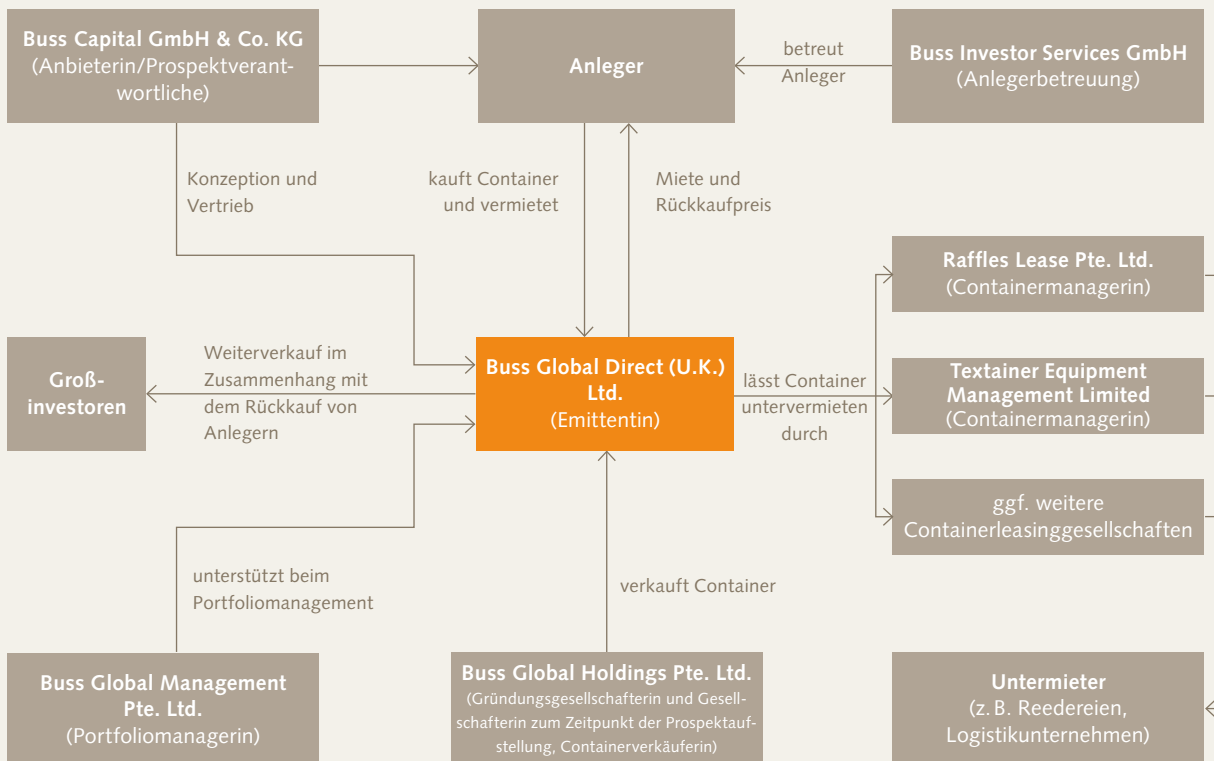 Buss Capital GmbH & Co. KG
(Anbieterin/Prospektverant-
wortliche)
Anleger
betreut
Anleger
Buss Investor Services GmbH
(Anlegerbetreuung)
Konzeption und
Vertrieb
kauft Container
und vermietet
Miete und
Rückkaufpreis
Raffles Lease Pte. Ltd.
(Containermanagerin)
Groß-
investoren
Weiterverkauf im
Zusammenhang mit
dem Rückkauf von
Anlegern
Buss Global Direct (U.K.)
Ltd.
(Emittentin)
lässt Container
untervermieten
durch
Textainer Equipment
Management Limited
(Containermanagerin)
ggf. weitere
Containerleasinggesellschaften
unterstützt beim
Portfoliomanagement
verkauft Container
Buss Global Management
Pte. Ltd.
(Portfoliomanagerin)
Buss Global Holdings Pte. Ltd.
(Gründungsgesellschafterin und Gesell-
schafterin zum Zeitpunkt der Prospektauf-
stellung, Containerverkäuferin)
Untermieter
(z. B. Reedereien,
Logistikunternehmen)